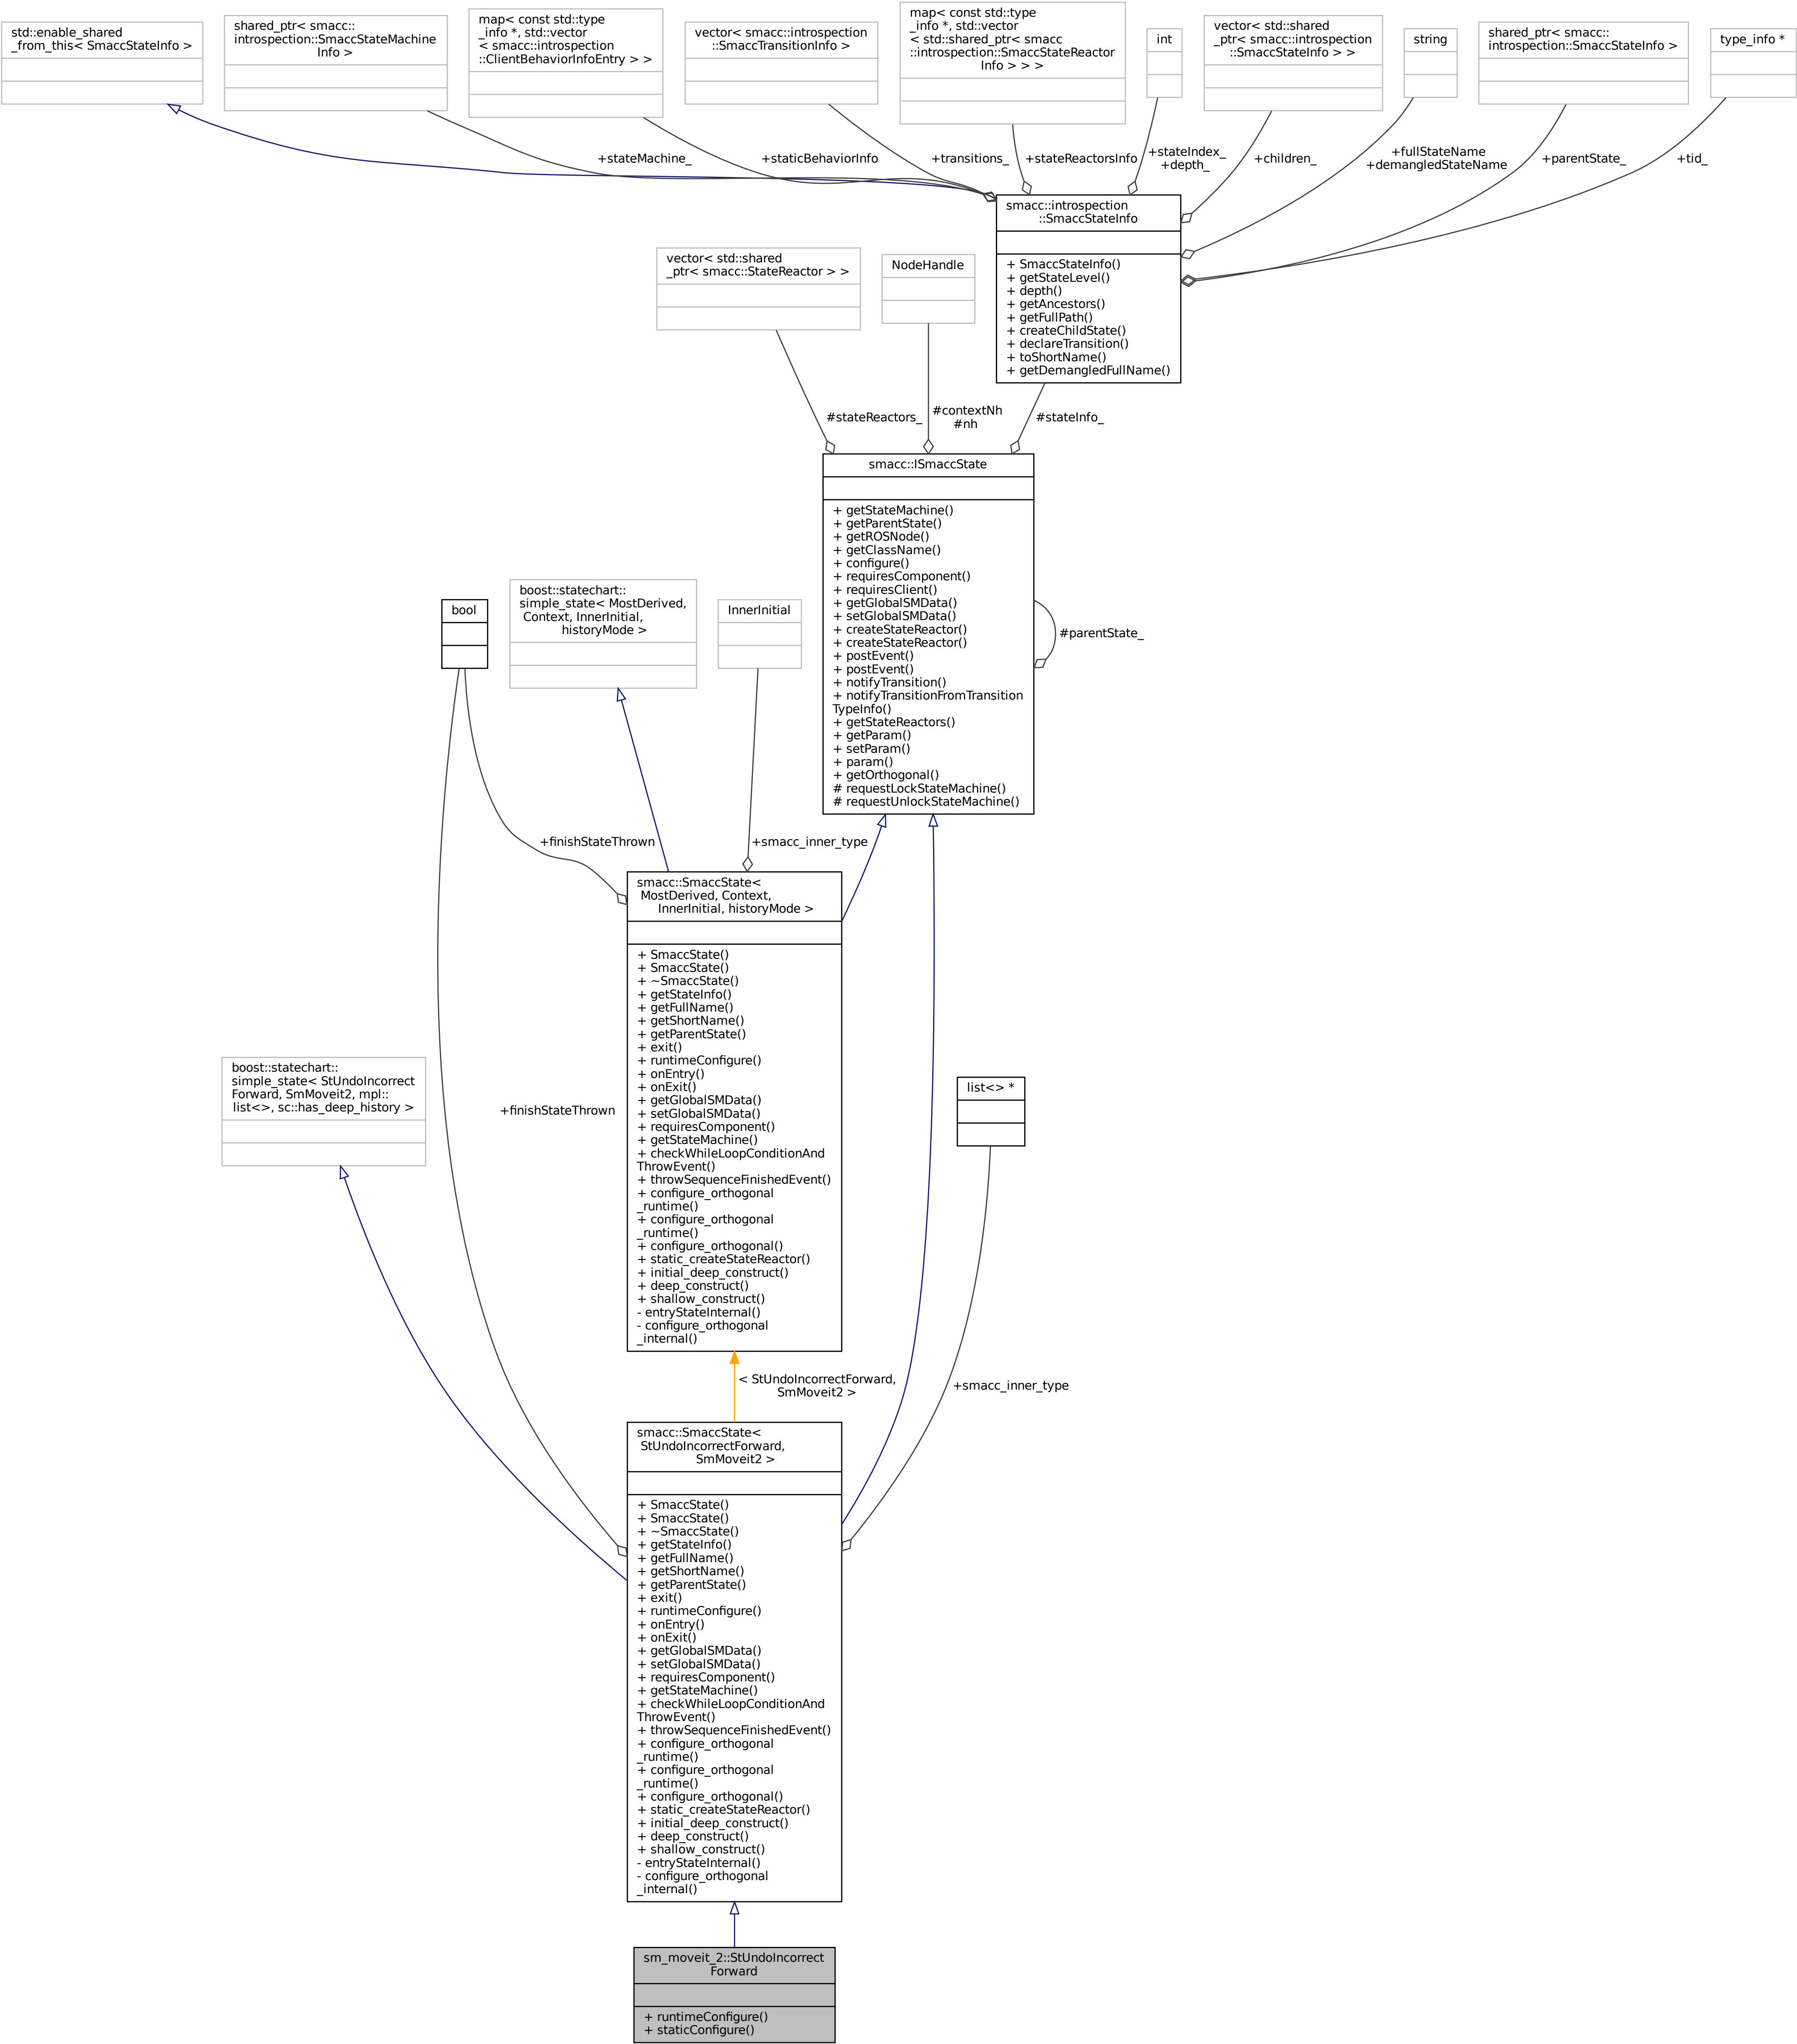 std::enable_shared
_from_this< SmaccStateInfo >
shared_ptr< smacc::
introspection::SmaccStateMachine
Info >
map< const std::type
_info *, std::vector
< smacc::introspection
::ClientBehaviorInfoEntry > >
vector< smacc::introspection
::SmaccTransitionInfo >
map< const std::type
_info *, std::vector
< std::shared_ptr< smacc
::introspection::SmaccStateReactor
Info > > >
int
vector< std::shared
_ptr< smacc::introspection
::SmaccStateInfo > >
string
shared_ptr< smacc::
introspection::SmaccStateInfo >
type_info *
+stateMachine_
+staticBehaviorInfo
+transitions_
+stateReactorsInfo
+stateIndex_
+depth_
+children_
+fullStateName
+demangledStateName
+parentState_
+tid_
smacc::introspection
::SmaccStateInfo
+ SmaccStateInfo()
+ getStateLevel()
+ depth()
+ getAncestors()
+ getFullPath()
+ createChildState()
+ declareTransition()
+ toShortName()
+ getDemangledFullName()
vector< std::shared
_ptr< smacc::StateReactor > >
NodeHandle
#stateReactors_
#contextNh
#nh
#stateInfo_
smacc::ISmaccState
+ getStateMachine()
+ getParentState()
+ getROSNode()
+ getClassName()
+ configure()
+ requiresComponent()
+ requiresClient()
+ getGlobalSMData()
+ setGlobalSMData()
+ createStateReactor()
+ createStateReactor()
+ postEvent()
+ postEvent()
+ notifyTransition()
+ notifyTransitionFromTransition
TypeInfo()
+ getStateReactors()
+ getParam()
+ setParam()
+ param()
+ getOrthogonal()
# requestLockStateMachine()
# requestUnlockStateMachine()
#parentState_
bool
boost::statechart::
simple_state< MostDerived,
Context, InnerInitial,
historyMode >
InnerInitial
+finishStateThrown
+smacc_inner_type
smacc::SmaccState<
MostDerived, Context,
InnerInitial, historyMode >
+ SmaccState()
+ SmaccState()
+ ~SmaccState()
+ getStateInfo()
+ getFullName()
+ getShortName()
+ getParentState()
+ exit()
+ runtimeConfigure()
+ onEntry()
+ onExit()
+ getGlobalSMData()
+ setGlobalSMData()
+ requiresComponent()
+ getStateMachine()
+ checkWhileLoopConditionAnd
ThrowEvent()
+ throwSequenceFinishedEvent()
+ configure_orthogonal
_runtime()
+ configure_orthogonal
_runtime()
+ configure_orthogonal()
+ static_createStateReactor()
+ initial_deep_construct()
+ deep_construct()
+ shallow_construct()
- entryStateInternal()
- configure_orthogonal
_internal()
boost::statechart::
simple_state< StUndoIncorrect
Forward, SmMoveit2, mpl::
list<>, sc::has_deep_history >
+finishStateThrown
list<> *
< StUndoIncorrectForward,
SmMoveit2 >
+smacc_inner_type
smacc::SmaccState<
StUndoIncorrectForward,
SmMoveit2 >
+ SmaccState()
+ SmaccState()
+ ~SmaccState()
+ getStateInfo()
+ getFullName()
+ getShortName()
+ getParentState()
+ exit()
+ runtimeConfigure()
+ onEntry()
+ onExit()
+ getGlobalSMData()
+ setGlobalSMData()
+ requiresComponent()
+ getStateMachine()
+ checkWhileLoopConditionAnd
ThrowEvent()
+ throwSequenceFinishedEvent()
+ configure_orthogonal
_runtime()
+ configure_orthogonal
_runtime()
+ configure_orthogonal()
+ static_createStateReactor()
+ initial_deep_construct()
+ deep_construct()
+ shallow_construct()
- entryStateInternal()
- configure_orthogonal
_internal()
sm_moveit_2::StUndoIncorrect
Forward
+ runtimeConfigure()
+ staticConfigure()